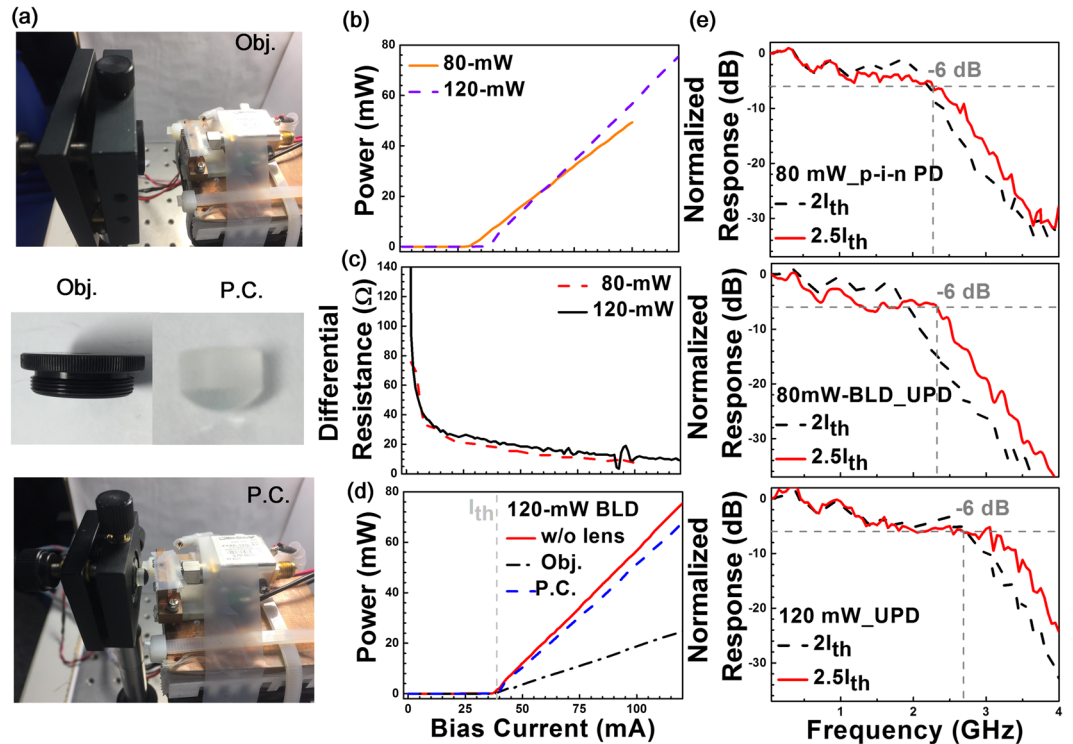 (a)
Obj.
Obj.
P.C.
P.C.
(b)
80
60
40
20
0
Power (mW)
80-mW
120-mW
(c)
140
120
100
80
60
40
20
0
Differential
Resistance (Ω)
80-mW
120-mW
(d)
80
60
40
20
0
Power (mW)
Ith
120-mW BLD
w/o lens
Obj.
P.C.
0 25 50 75 100
Bias Current (mA)
(e)
0
-10
-20
-30
Normalized
Response (dB)
-6 dB
80 mW_p-i-n PD
2Ith
2.5Ith
0
-10
-20
-30
Normalized
Response (dB)
-6 dB
80mW-BLD_UPD
2Ith
2.5Ith
0
-10
-20
-30
Normalized
Response (dB)
-6 dB
120 mW_UPD
2Ith
2.5Ith
1 2 3 4
Frequency (GHz)